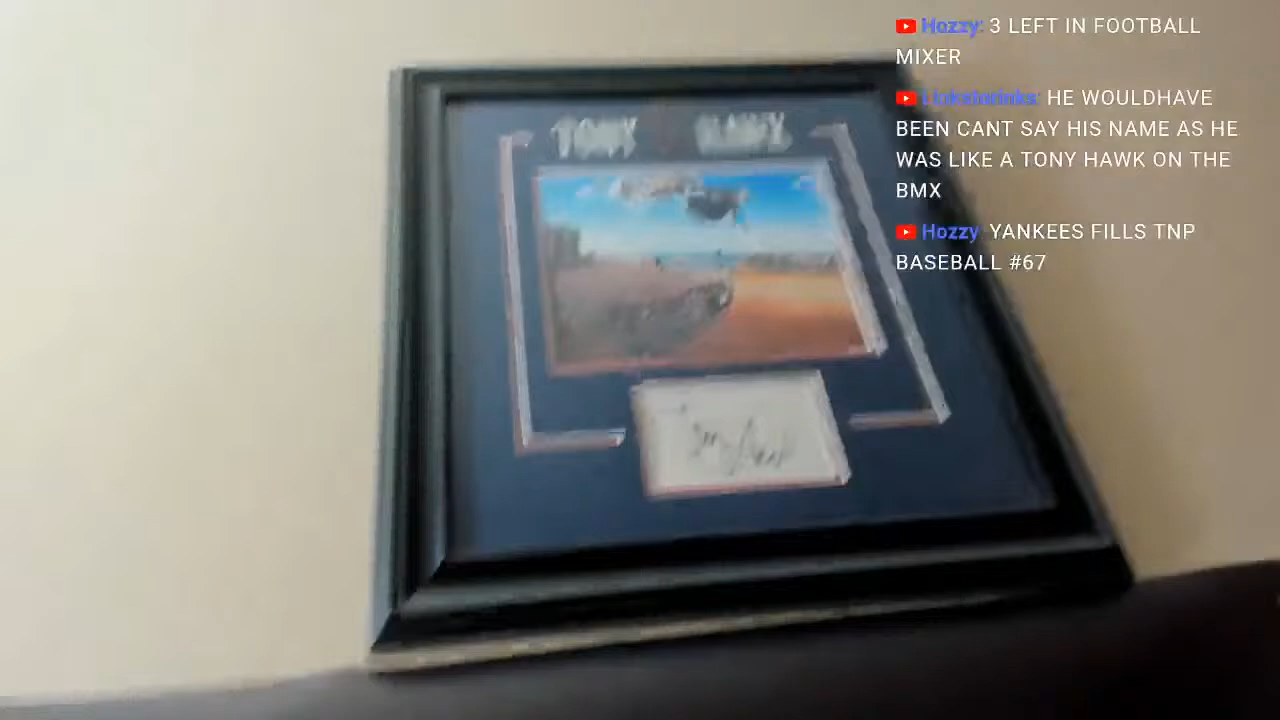 Hozzy: 3 LEFT IN FOOTBALL
MIXER
HE WOULDHAVE
BEEN CANT SAY HIS NAME AS HE
WAS LIKE A TONY HAWK ON THE
BMX
Hozzy: YANKEES FILLS TNP
BASEBALL #67
TONY HAWK